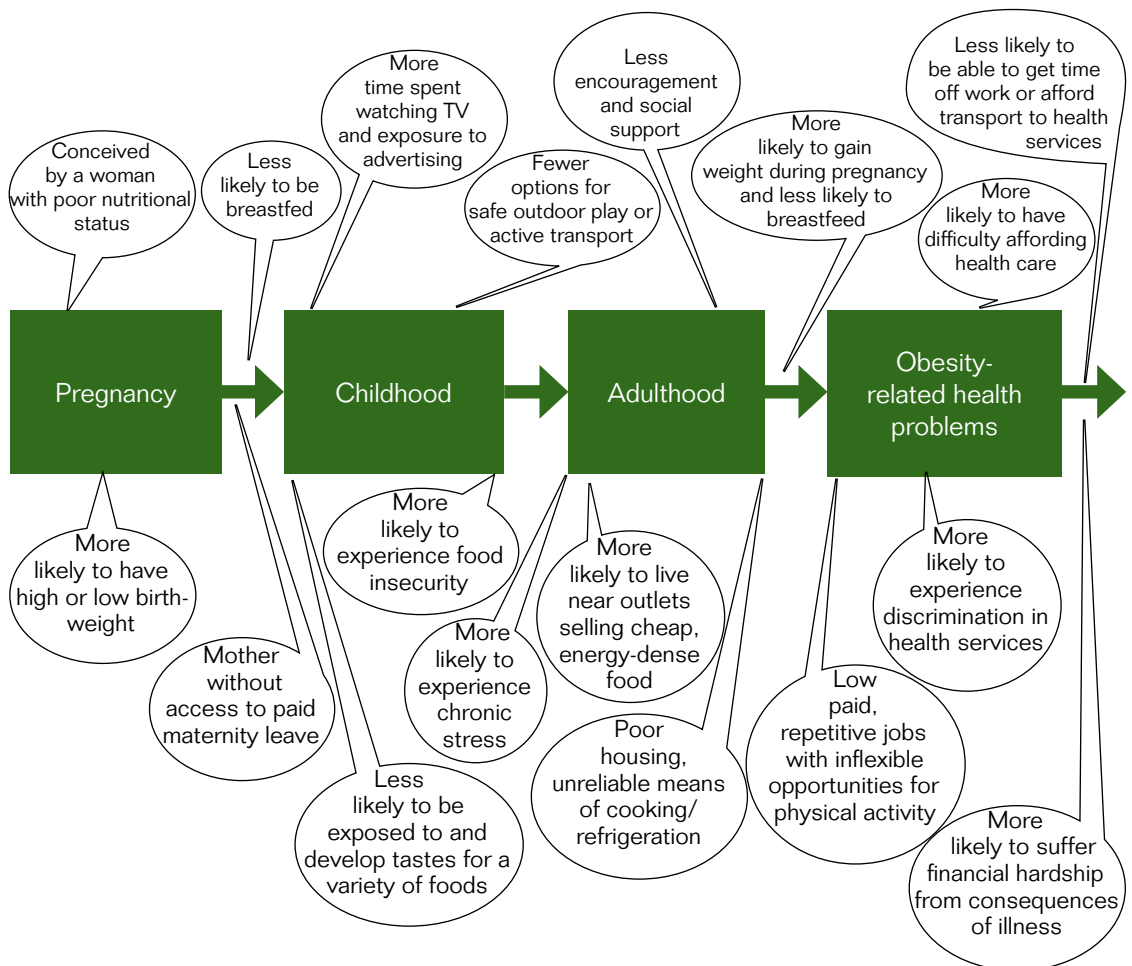 Conceived
by a woman
with poor nutritional
status
Less
likely to be
breastfed
More
time spent
watching TV
and exposure to
advertising
Fewer
options for
safe outdoor play or
active transport
Less
encouragement
and social
support
More
likely to gain
weight during pregnancy
and less likely to
breastfeed
Less likely to
be able to get time
off work or afford
transport to health
services
More
likely to have
difficulty affording
health care
Pregnancy
Childhood
Adulthood
Obesity-
related health
problems
More
likely to have
high or low birth-
weight
Mother
without
access to paid
maternity leave
Less
likely to be
exposed to and
develop tastes for a
variety of foods
More
likely to
experience food
insecurity
More
likely to
experience
chronic
stress
More
likely to live
near outlets
selling cheap,
energy-dense
food
Poor
housing,
unreliable means
of cooking/
refrigeration
Low
paid,
repetitive jobs
with inflexible
opportunities for
physical activity
More
likely to
experience
discrimination in
health services
More
likely to suffer
financial hardship
from consequences
of illness